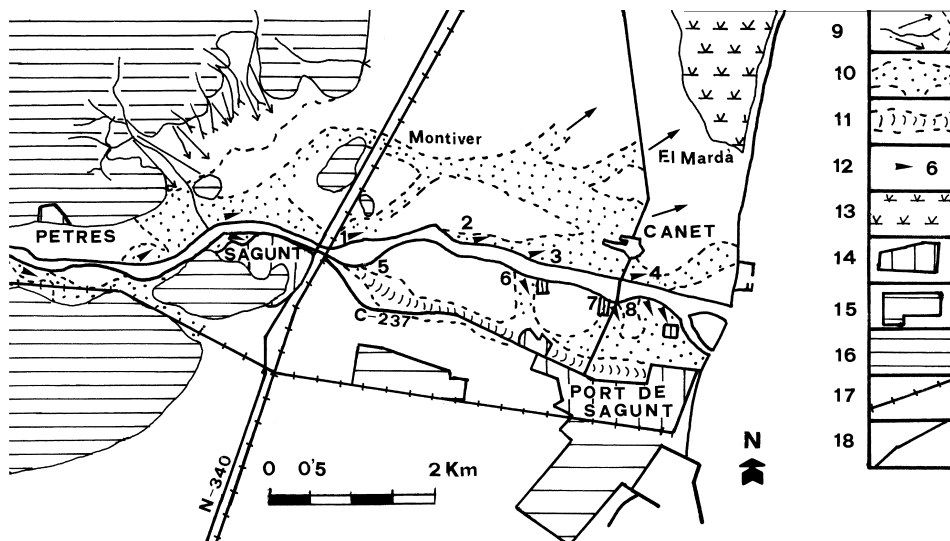 Montiver
El Mardà
PETRES
SAGUNT
CANET
1
2
3
4
5
6
7
8
C-237
PORT DE
SAGUNT
N-340
0 0'5 2 Km
N
9
10
11
12
6
13
14
15
16
17
18